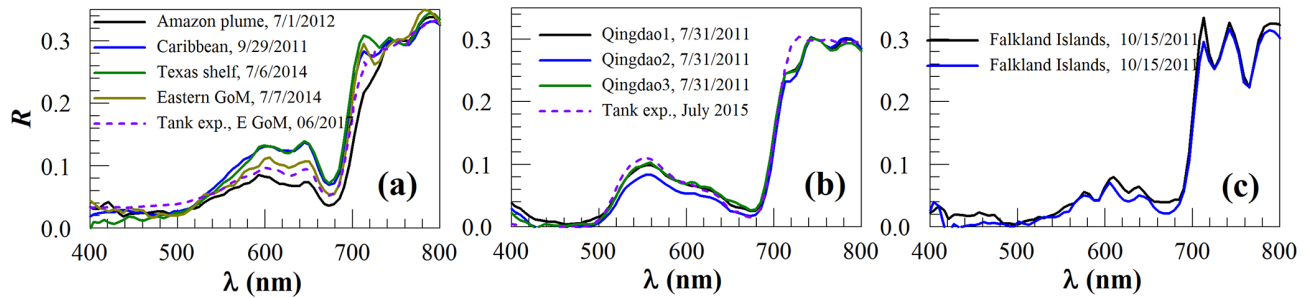 Amazon plume, 7/1/2012
Caribbean, 9/29/2011
Texas shelf, 7/6/2014
Eastern GoM, 7/7/2014
Tank exp., E GoM, 06/201
R
0.3
0.2
0.1
0.0
400 500 600 700 800
λ (nm)
(a)
Qingdao1, 7/31/2011
Qingdao2, 7/31/2011
Qingdao3, 7/31/2011
Tank exp., July 2015
0.3
0.2
0.1
0.0
400 500 600 700 800
λ (nm)
(b)
Falkland Islands, 10/15/2011
Falkland Islands, 10/15/2011
0.3
0.2
0.1
0.0
400 500 600 700 800
λ (nm)
(c)